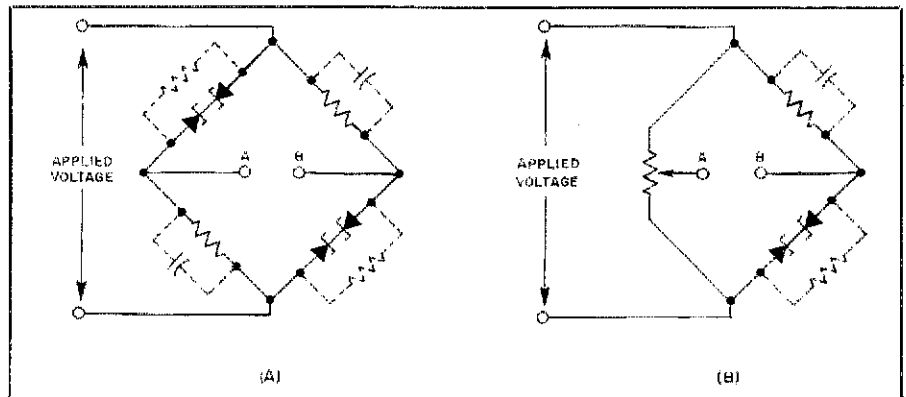 APPLIED
VOLTAGE
A
B
(A)
APPLIED
VOLTAGE
A
B
(B)